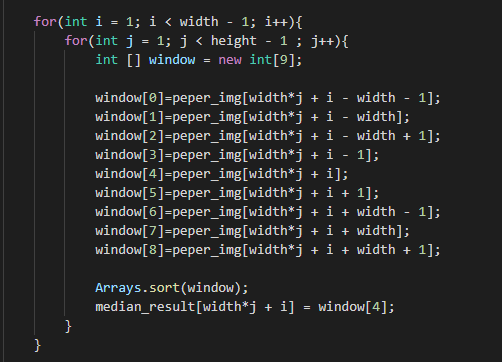 for(int i = 1; i < width - 1; i++){
for(int j = 1; j < height - 1 ; j++){
int [] window = new int[9];
window[0]=peper_img[width*j + i - width - 1];
window[1]=peper_img[width*j + i - width];
window[2]=peper_img[width*j + i - width + 1];
window[3]=peper_img[width*j + i - 1];
window[4]=peper_img[width*j + i];
window[5]=peper_img[width*j + i + 1];
window[6]=peper_img[width*j + i + width - 1];
window[7]=peper_img[width*j + i + width];
window[8]=peper_img[width*j + i + width + 1];
Arrays.sort(window);
median_result[width*j + i] = window[4];
}
}